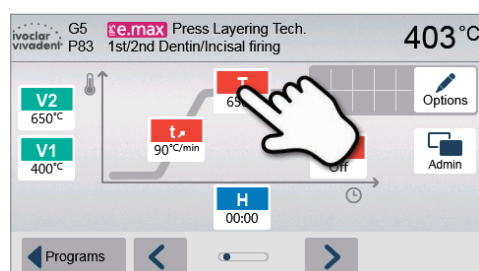 ivoclar G5 e.max Press Layering Tech. 403°C
vivadent P83 1st/2nd Dentin/Incisal firing
V2
650°C
V1
400°C
t
90°C/min
T
H
00:00
Off
Options
Admin
Programs